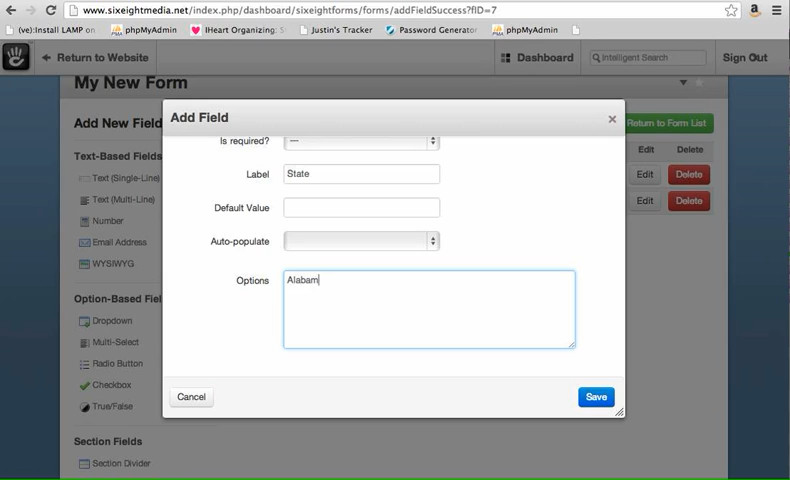 www.sixeightmedia.net/index.php/dashboard/sixeightforms/forms/addFieldSuccess?fID=7
(ve):Install LAMP on
phpMyAdmin
IHeart Organizing: S
Justin's Tracker
Password Generator
phpMyAdmin
Return to Website
Dashboard
Intelligent Search
Sign Out
My New Form
Add New Field
Add Field
×
Return to Form List
Text-Based Fields
Is required?
---
Edit
Delete
Text (Single-Line)
Label
State
Edit
Delete
Text (Multi-Line)
Default Value
Edit
Delete
Number
Email Address
Auto-populate
WYSIWYG
Options
Alabam
Option-Based Fiel
Dropdown
Multi-Select
Radio Button
Checkbox
Cancel
Save
True/False
Section Fields
Section Divider